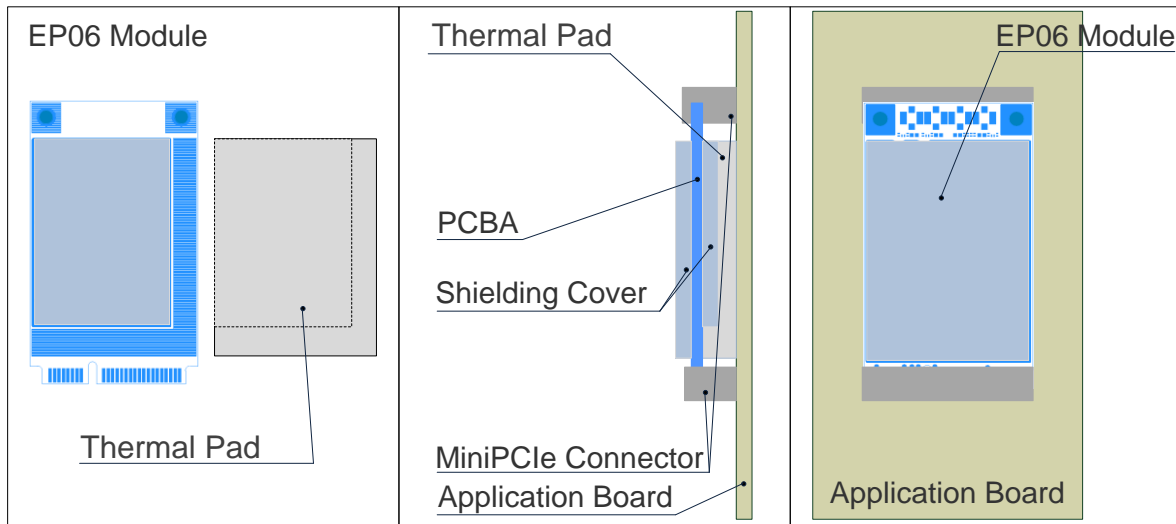 EP06 Module
Thermal Pad
Thermal Pad
PCBA
Shielding Cover
MiniPCIe Connector
Application Board
EP06 Module
Application Board